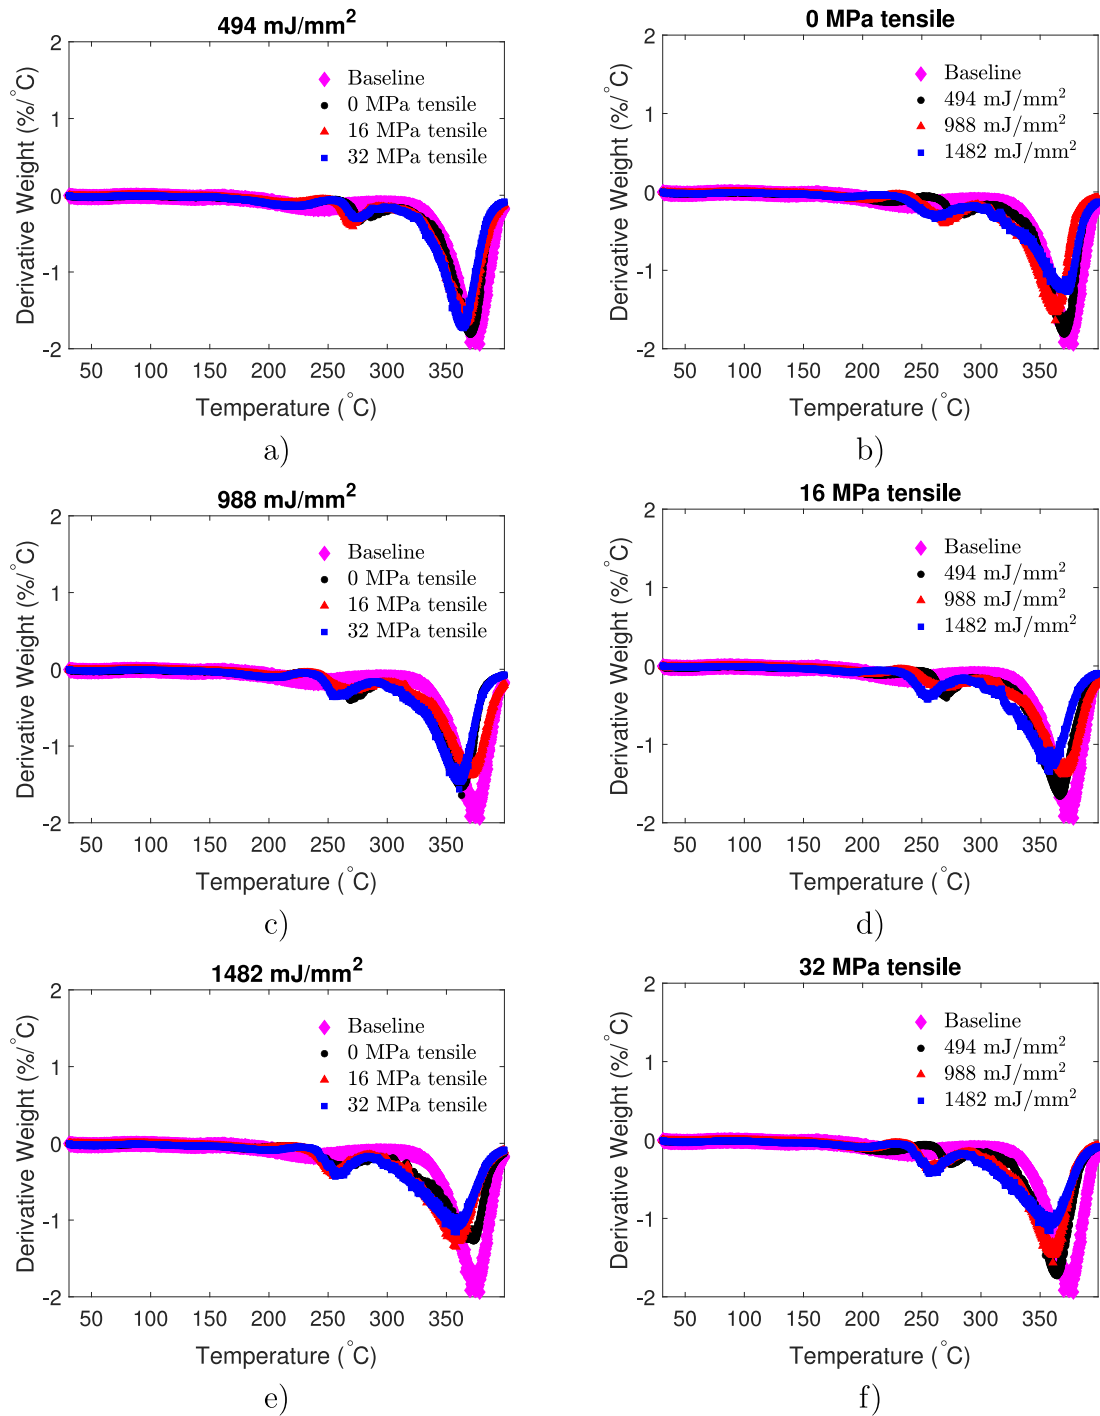 494 mJ/mm²
2
1
0
-1
-2
Derivative Weight (%/°C)
Baseline
0 MPa tensile
16 MPa tensile
32 MPa tensile
50 100 150 200 250 300 350
Temperature (°C)
a)
0 MPa tensile
2
1
0
-1
-2
Derivative Weight (%/°C)
Baseline
494 mJ/mm²
988 mJ/mm²
1482 mJ/mm²
50 100 150 200 250 300 350
Temperature (°C)
b)
988 mJ/mm²
2
1
0
-1
-2
Derivative Weight (%/°C)
Baseline
0 MPa tensile
16 MPa tensile
32 MPa tensile
50 100 150 200 250 300 350
Temperature (°C)
c)
16 MPa tensile
2
1
0
-1
-2
Derivative Weight (%/°C)
Baseline
494 mJ/mm²
988 mJ/mm²
1482 mJ/mm²
50 100 150 200 250 300 350
Temperature (°C)
d)
1482 mJ/mm²
2
1
0
-1
-2
Derivative Weight (%/°C)
Baseline
0 MPa tensile
16 MPa tensile
32 MPa tensile
50 100 150 200 250 300 350
Temperature (°C)
e)
32 MPa tensile
2
1
0
-1
-2
Derivative Weight (%/°C)
Baseline
494 mJ/mm²
988 mJ/mm²
1482 mJ/mm²
50 100 150 200 250 300 350
Temperature (°C)
f)